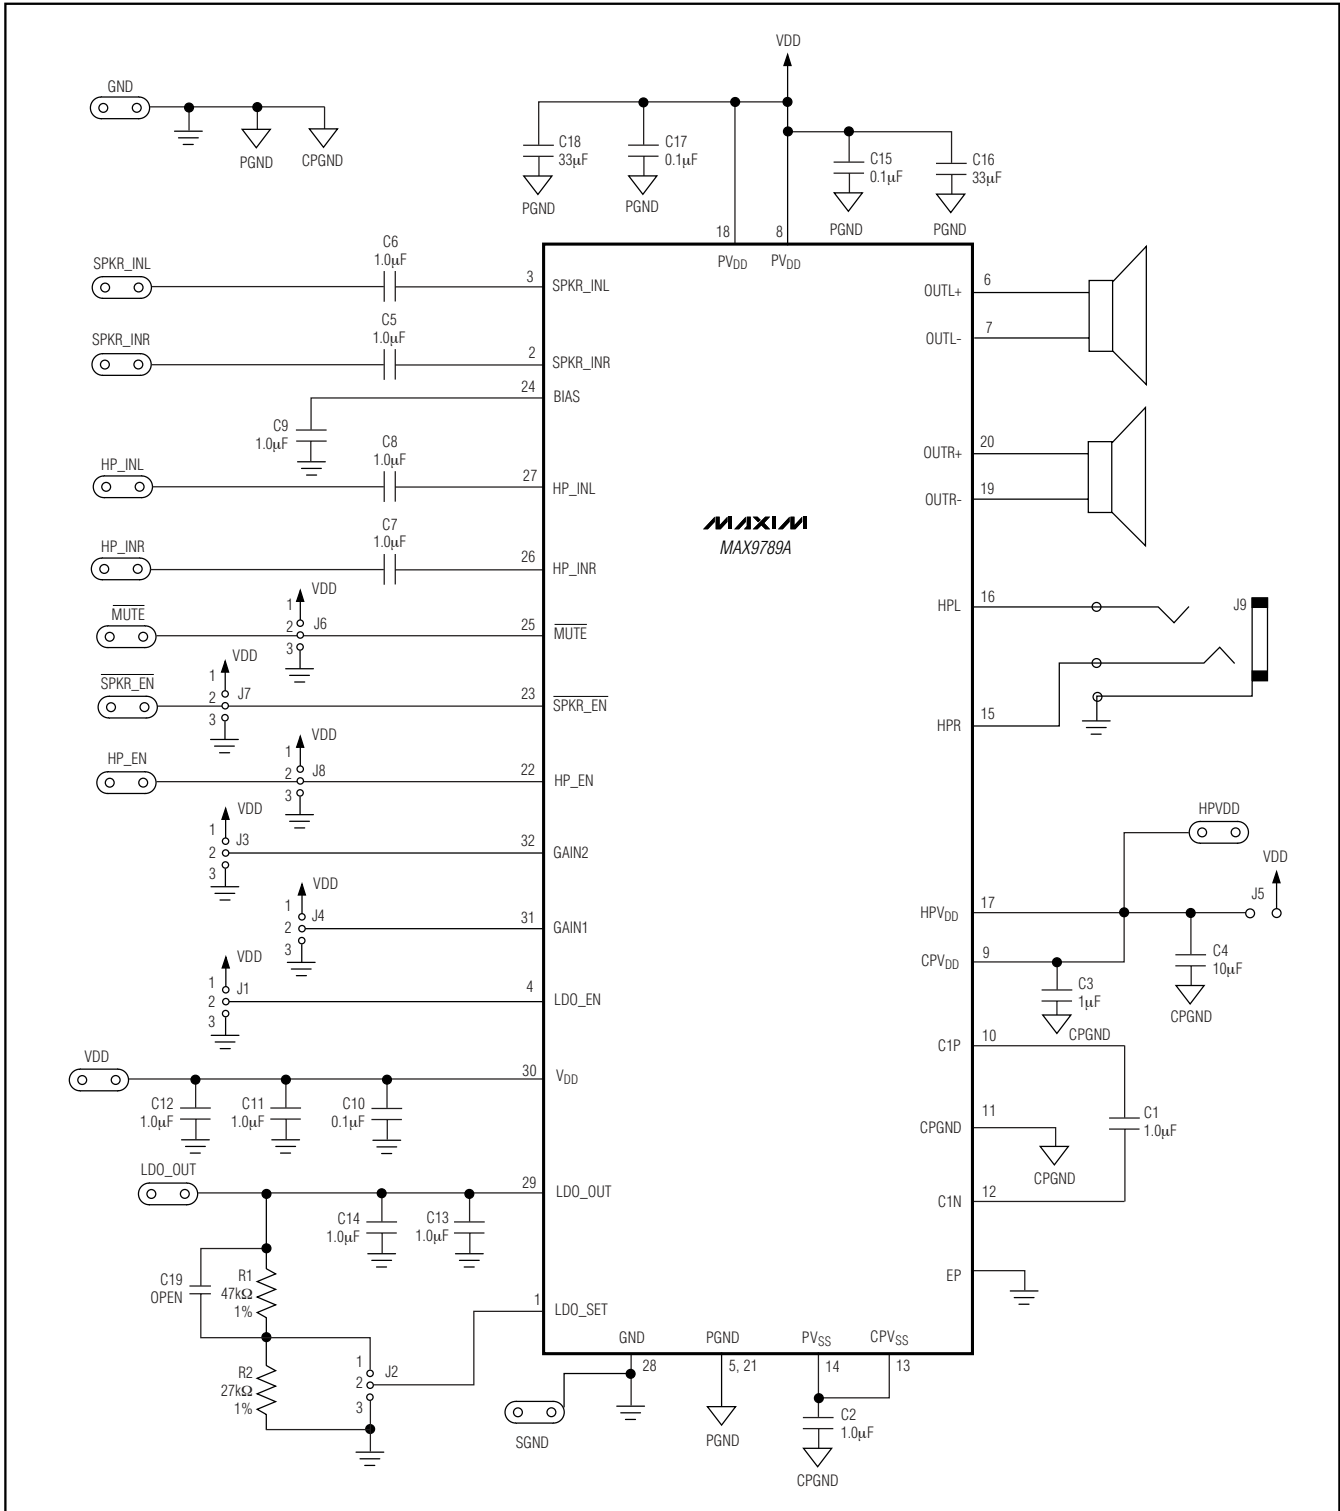 VDD
GND
PGND
CPGND
C18
33µF
PGND
C17
0.1µF
PGND
C15
0.1µF
PGND
C16
33µF
PGND
18
8
PVDD
PVDD
SPKR_INL
C6
1.0µF
3
SPKR_INL
SPKR_INR
C5
1.0µF
2
SPKR_INR
24
BIAS
C9
1.0µF
HP_INL
C8
1.0µF
27
HP_INL
HP_INR
C7
1.0µF
26
HP_INR
MUTE
VDD
1
2
3
J6
25
MUTE
SPKR_EN
VDD
1
2
3
J7
23
SPKR_EN
HP_EN
VDD
1
2
3
J8
22
HP_EN
VDD
1
2
3
J3
32
GAIN2
VDD
1
2
3
J4
31
GAIN1
VDD
1
2
3
J1
4
LDO_EN
VDD
30
VDD
C12
1.0µF
C11
1.0µF
C10
0.1µF
LDO_OUT
29
LDO_OUT
C14
1.0µF
C13
1.0µF
C19
OPEN
R1
47kΩ
1%
R2
27kΩ
1%
1
2
3
J2
1
LDO_SET
MAXIM
MAX9789A
OUTL+
6
OUTL-
7
OUTR+
20
OUTR-
19
HPL
16
J9
HPR
15
HPVDD
VDD
J5
HPVDD
17
CPVDD
9
C4
10µF
CPGND
C3
1µF
CPGND
C1P
10
CPGND
11
CPGND
C1
1.0µF
C1N
12
EP
GND
28
SGND
PGND
5, 21
PGND
PVSS
14
CPVSS
13
C2
1.0µF
CPGND